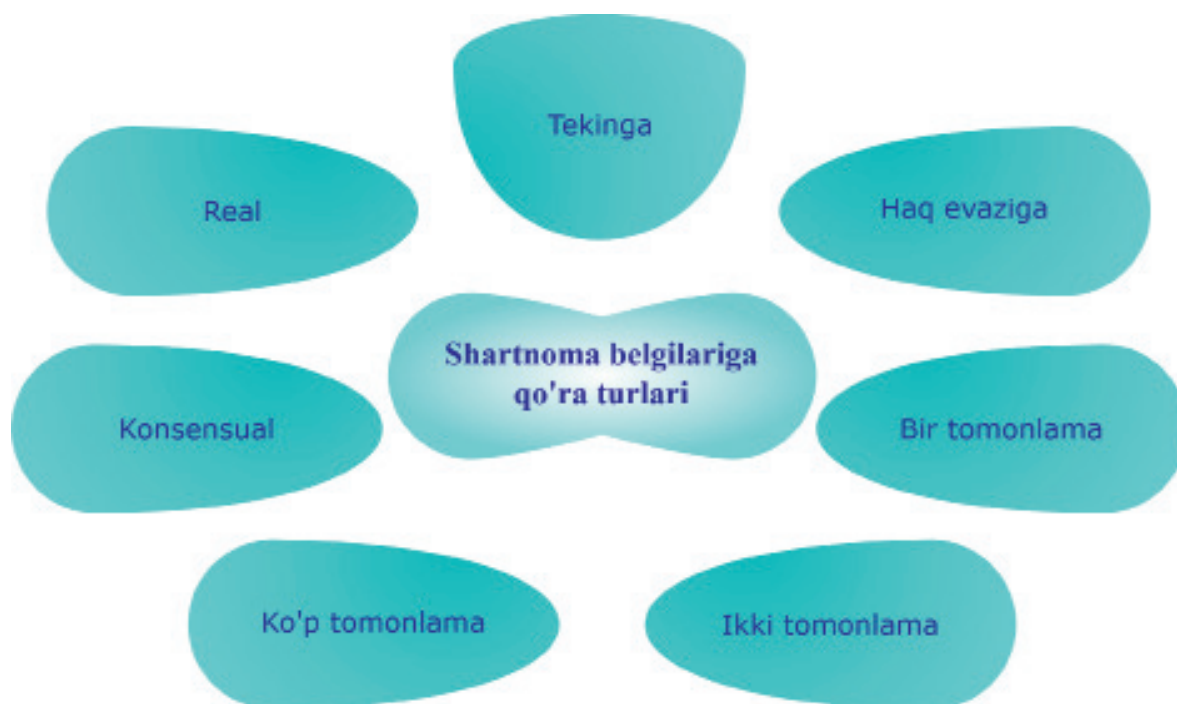 Tekinga
Real
Haq evaziga
Shartnoma belgilariga
qo'ra turlari
Konsensual
Bir tomonlama
Ko'p tomonlama
Ikki tomonlama